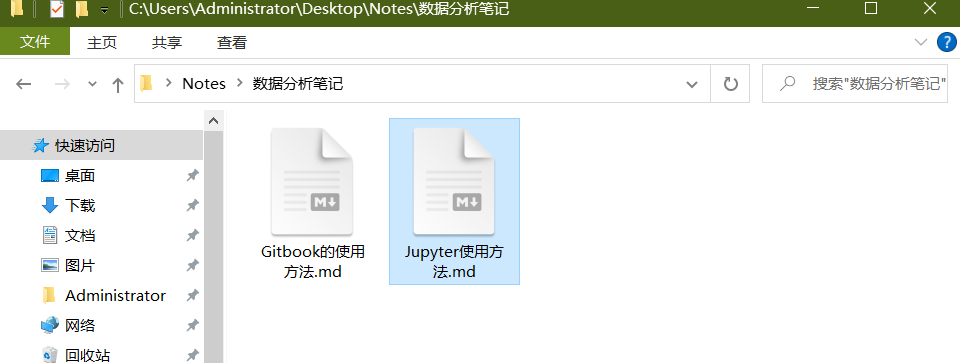 C:\Users\Administrator\Desktop\Notes\数据分析笔记
文件 主页 共享 查看
Notes 数据分析笔记
搜索"数据分析笔记"
快速访问
桌面
下载
文档
图片
Administrator
网络
回收站
M
Gitbook的使用
方法.md
M
Jupyter使用方
法.md